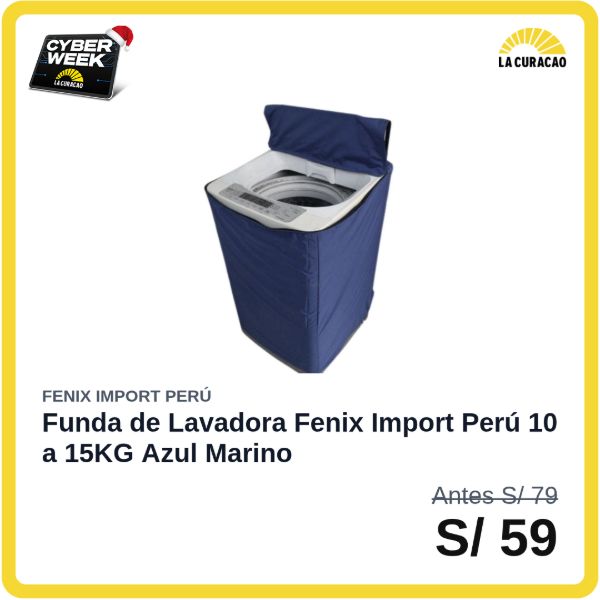 CYBER
WEEK
LA CURACAO
LA CURACAO
FENIX IMPORT PERÚ
Funda de Lavadora Fenix Import Perú 10
a 15KG Azul Marino
Antes S/ 79
S/ 59